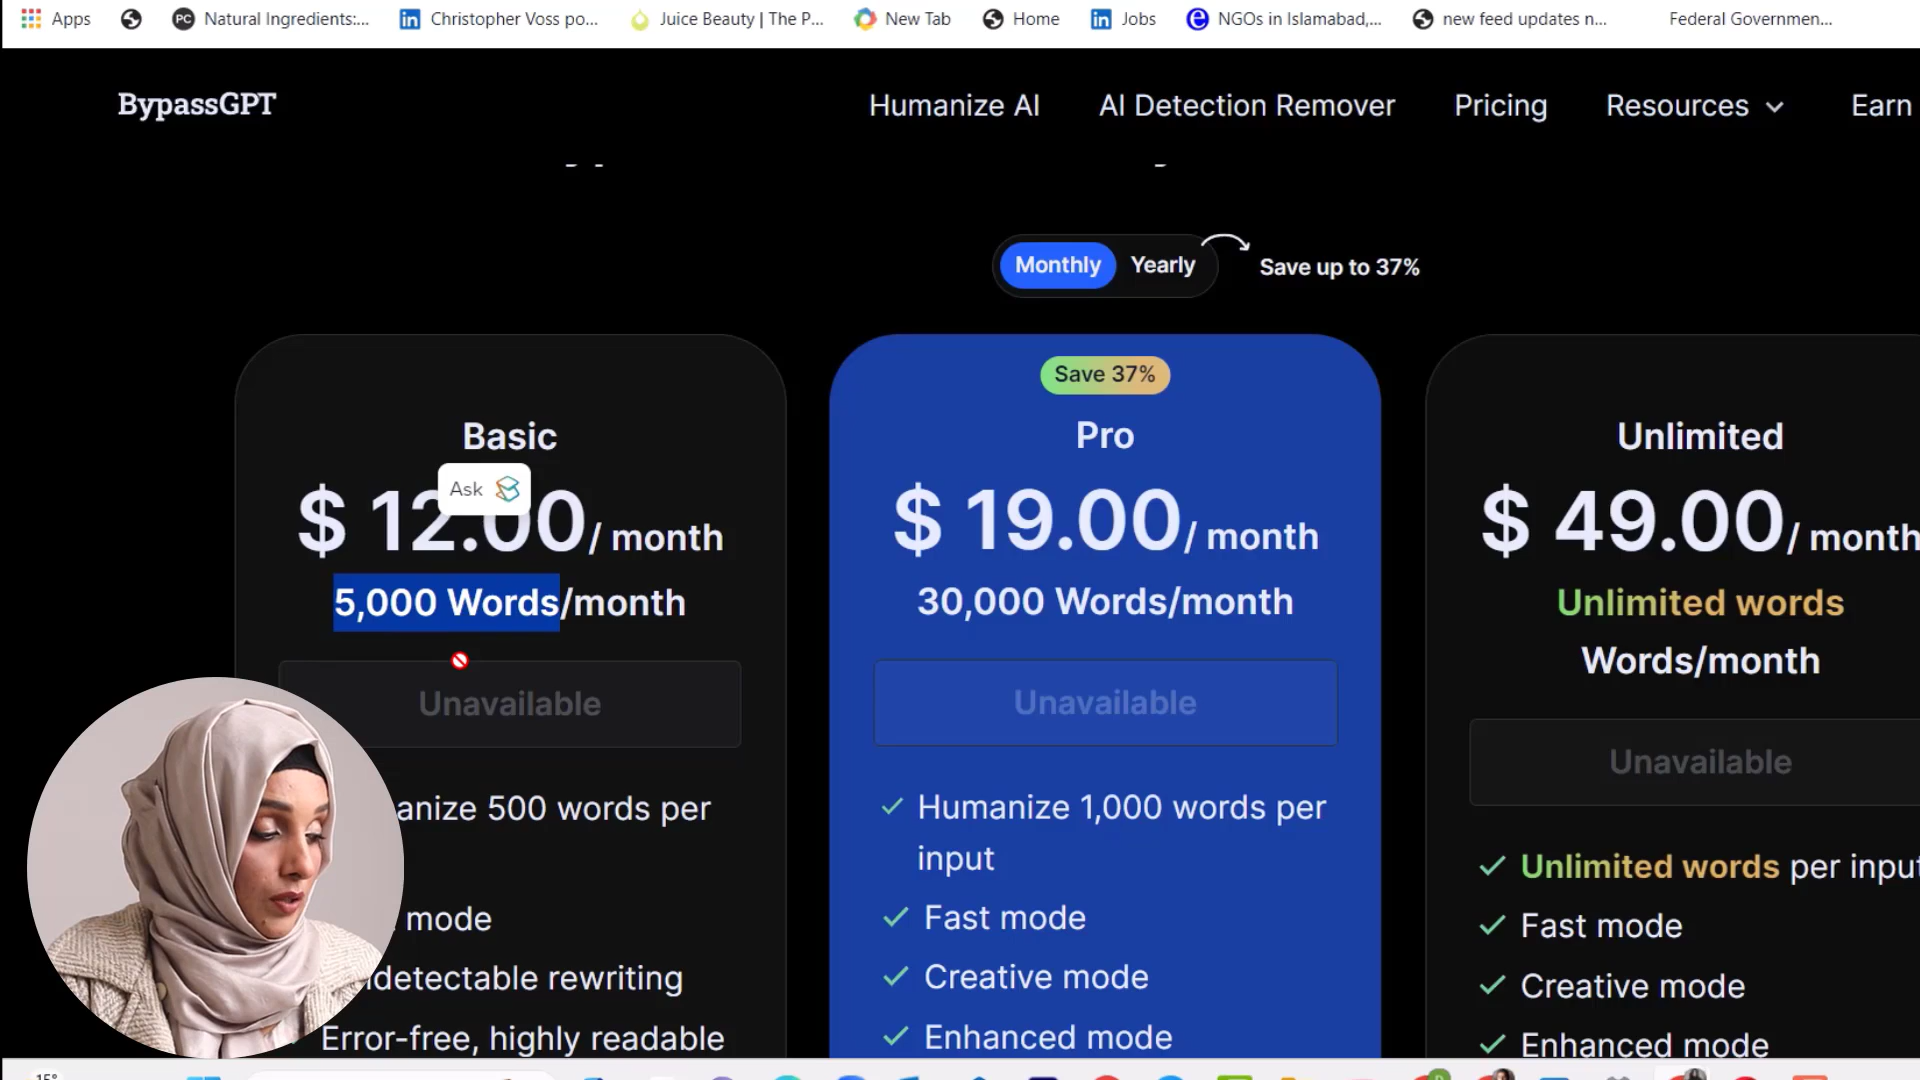 Apps
Natural Ingredients:...
Christopher Voss po...
Juice Beauty | The P...
New Tab
Home
Jobs
NGOs in Islamabad,...
new feed updates n...
Federal Governmen...
BypassGPT
Humanize AI
AI Detection Remover
Pricing
Resources
Earn
Monthly
Yearly
Save up to 37%
Basic
Ask
$ 12.00/ month
5,000 Words/month
Unavailable
anize 500 words per
mode
detectable rewriting
Error-free, highly readable
Save 37%
Pro
$ 19.00/ month
30,000 Words/month
Unavailable
Humanize 1,000 words per
input
Fast mode
Creative mode
Enhanced mode
Unlimited
$ 49.00/ month
Unlimited words
Words/month
Unavailable
Unlimited words per input
Fast mode
Creative mode
Enhanced mode
15°